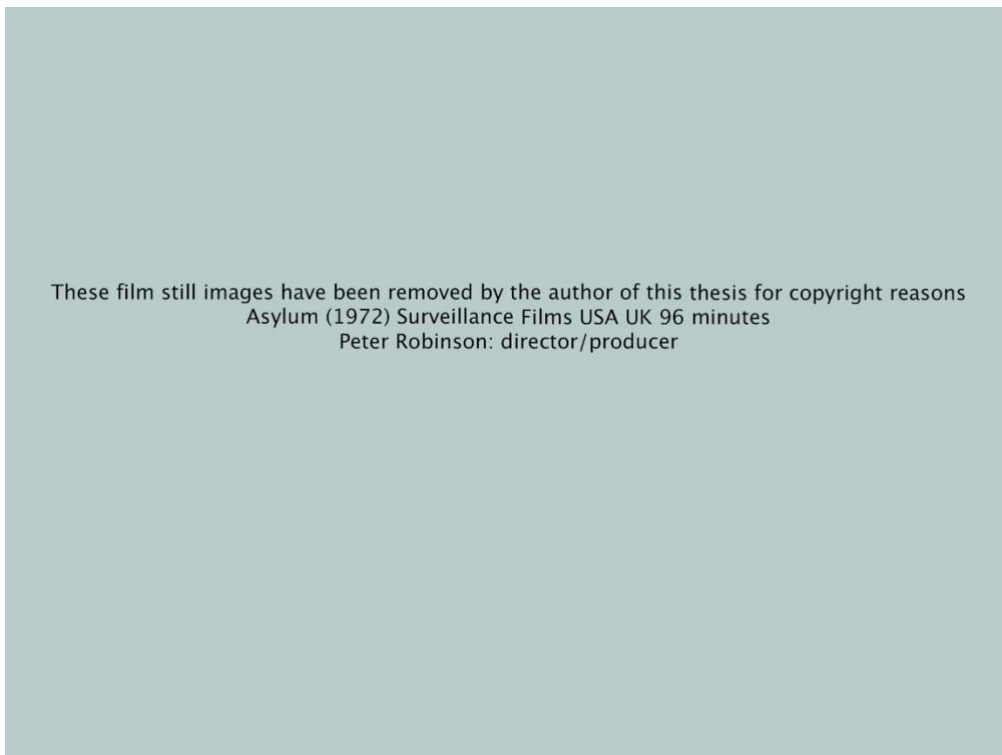 These film still images have been removed by the author of this thesis for copyright reasons
Asylum (1972) Surveillance Films USA UK 96 minutes
Peter Robinson: director/producer